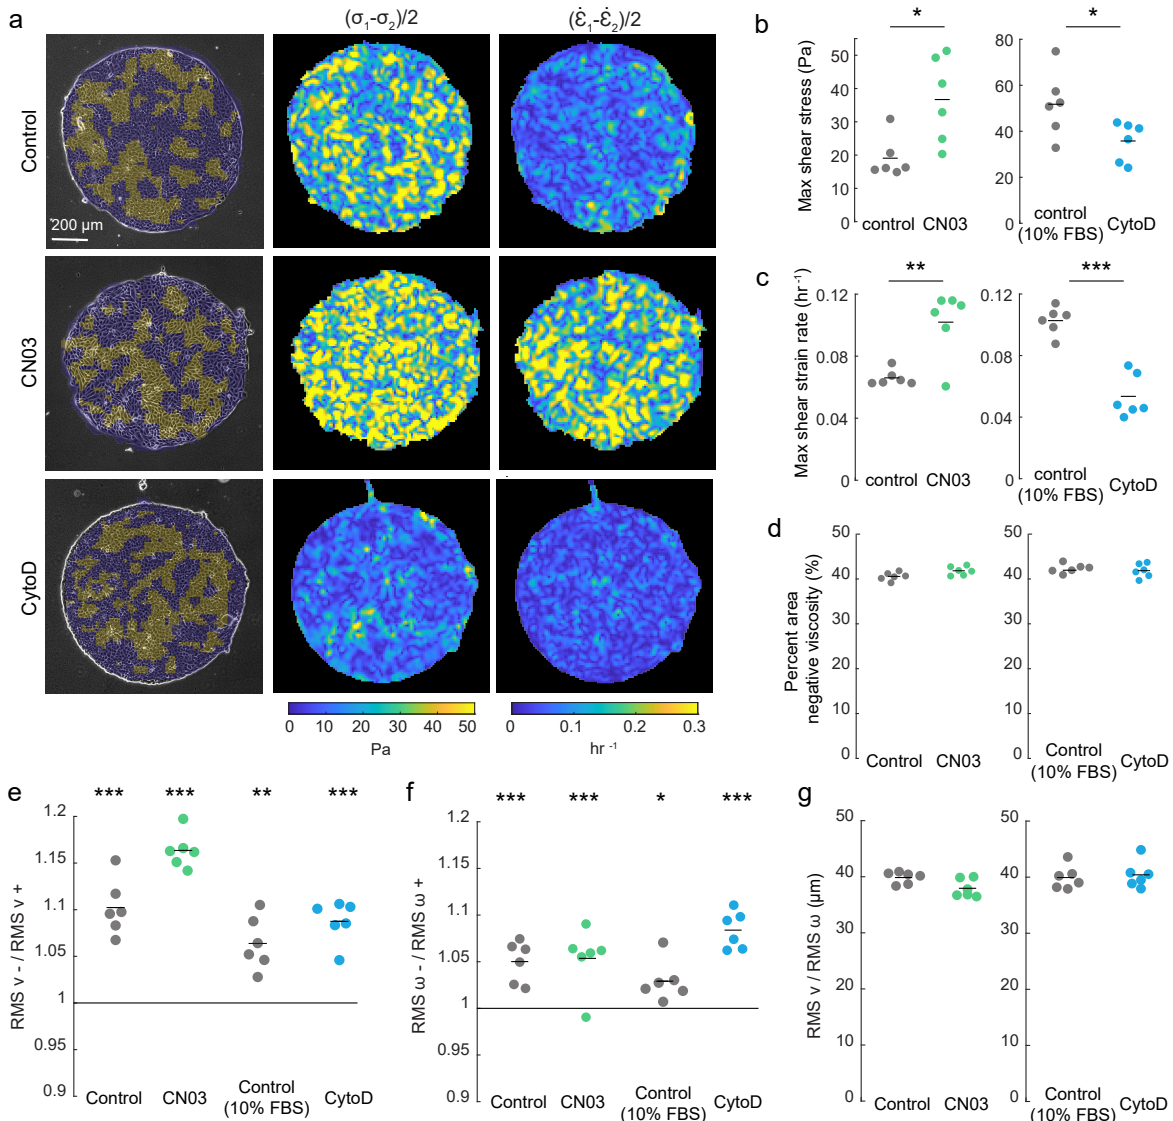 a
(σ₁-σ₂)/2
(ε̇₁-ε̇₂)/2
Control
200 µm
CN03
CytoD
0 10 20 30 40 50
Pa
0 0.1 0.2 0.3
hr ⁻¹
b
*
*
Max shear stress (Pa)
60
50
40
30
20
10
0
control CN03
80
60
40
20
0
control
(10% FBS)
CytoD
c
**
***
Max shear strain rate (hr⁻¹)
0.12
0.08
0.04
0
control CN03
0.12
0.08
0.04
0
control
(10% FBS)
CytoD
d
Percent area
negative viscosity (%)
50
40
30
20
10
0
Control CN03
50
40
30
20
10
0
Control
(10% FBS)
CytoD
e
*** *** ** ***
RMS v - / RMS v +
1.2
1.15
1.1
1.05
1
0.95
0.9
Control CN03 Control
(10% FBS)
CytoD
f
*** *** * ***
RMS ω - / RMS ω +
1.2
1.15
1.1
1.05
1
0.95
0.9
Control CN03 Control
(10% FBS)
CytoD
g
RMS v / RMS ω (µm)
50
40
30
20
10
0
Control CN03
50
40
30
20
10
0
Control
(10% FBS)
CytoD